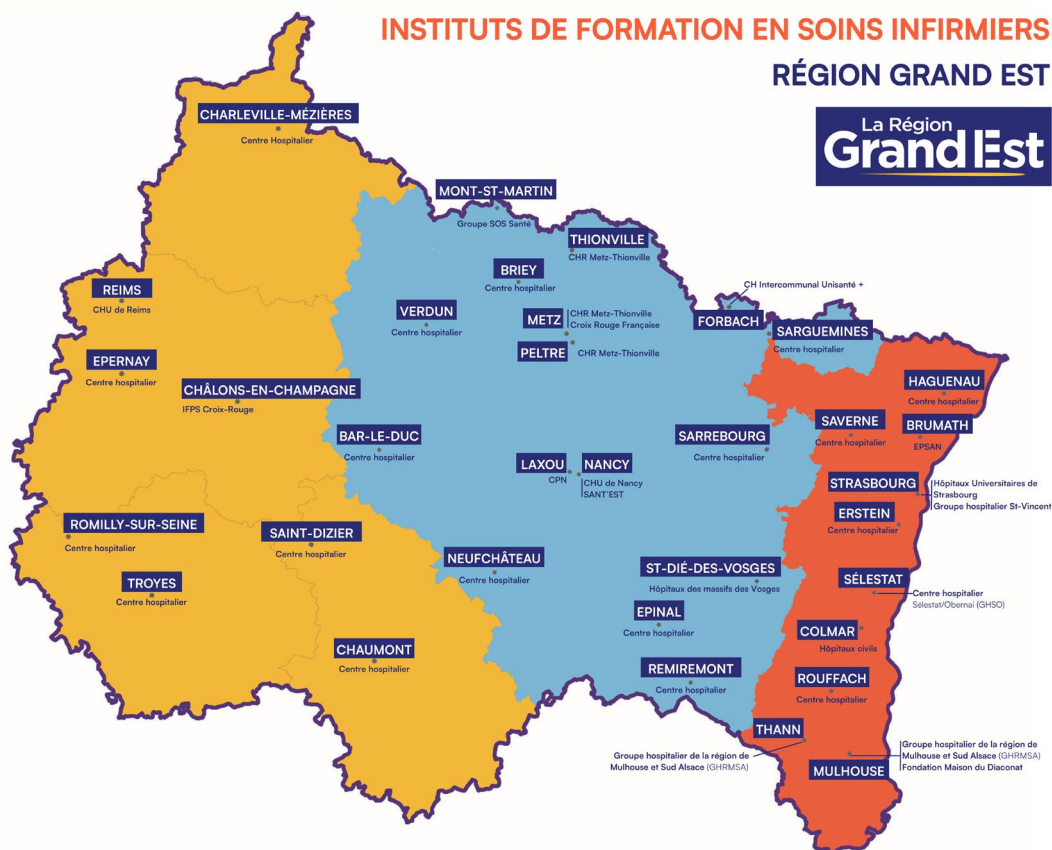 INSTITUTS DE FORMATION EN SOINS INFIRMIERS
RÉGION GRAND EST
La Région
Grand Est
CHARLEVILLE-MÉZIÈRES
Centre Hospitalier
MONT-ST-MARTIN
Groupe SOS Santé
THIONVILLE
CHR Metz-Thionville
BRIEY
Centre hospitalier
REIMS
CHU de Reims
VERDUN
Centre hospitalier
METZ
CHR Metz-Thionville
Croix Rouge Française
PELTRE
CHR Metz-Thionville
CH Intercommunal Unisanté +
FORBACH
SARGUEMINES
Centre hospitalier
EPERNAY
Centre hospitalier
CHÂLONS-EN-CHAMPAGNE
IFPS Croix-Rouge
HAGUENAU
Centre hospitalier
BAR-LE-DUC
Centre hospitalier
SARREBOURG
Centre hospitalier
SAVERNE
Centre hospitalier
BRUMATH
EPSAN
LAXOU
CPN
NANCY
CHU de Nancy
SANT'EST
STRASBOURG
Hôpitaux Universitaires de
Strasbourg
Groupe hospitalier St-Vincent
ERSTEIN
Centre hospitalier
ROMILLY-SUR-SEINE
Centre hospitalier
SAINT-DIZIER
Centre hospitalier
NEUFCHÂTEAU
Centre hospitalier
ST-DIÉ-DES-VOSGES
Hôpitaux des massifs des Vosges
SÉLESTAT
Centre hospitalier
Sélestat/Obernai (GHSO)
TROYES
Centre hospitalier
EPINAL
Centre hospitalier
COLMAR
Hôpitaux civils
CHAUMONT
Centre hospitalier
REMIREMONT
Centre hospitalier
ROUFFACH
Centre hospitalier
THANN
Groupe hospitalier de la région de
Mulhouse et Sud Alsace (GHRMSA)
MULHOUSE
Groupe hospitalier de la région de
Mulhouse et Sud Alsace (GHRMSA)
Fondation Maison du Diaconat